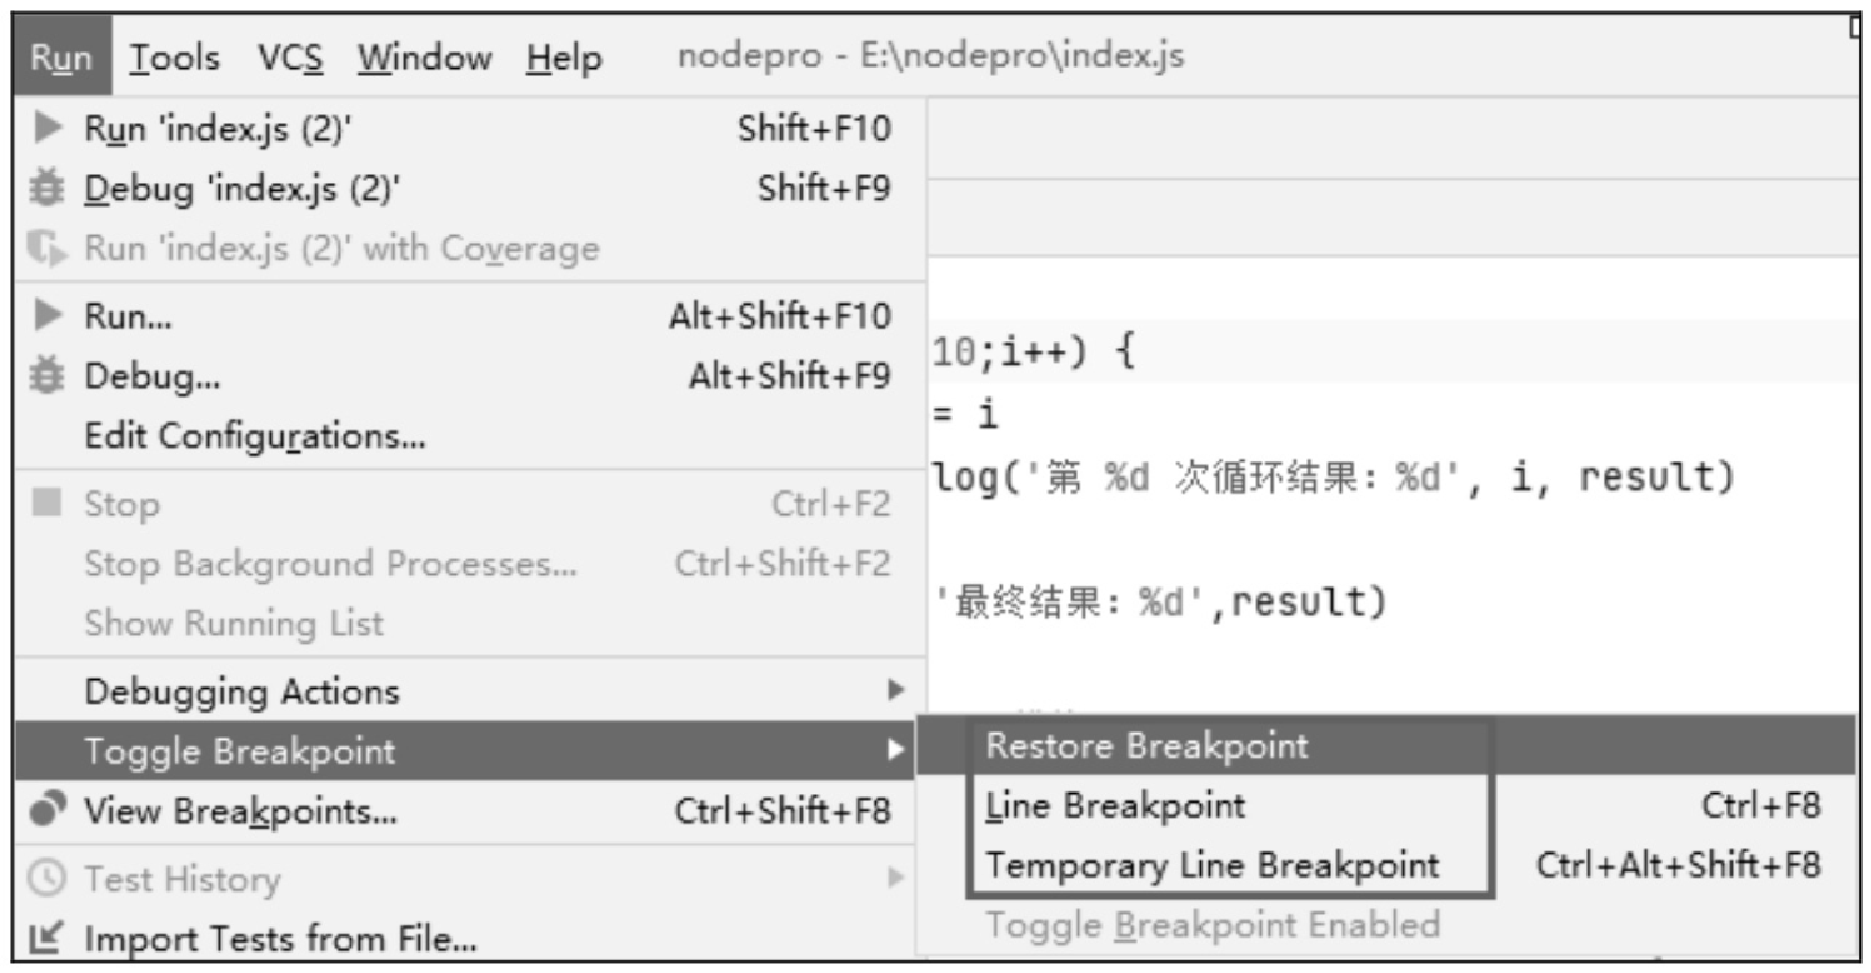 Run Tools VCS Window Help nodepro - E:\nodepro\index.js
Run 'index.js (2)' Shift+F10
Debug 'index.js (2)' Shift+F9
Run 'index.js (2)' with Coverage
Run... Alt+Shift+F10
Debug... Alt+Shift+F9
Edit Configurations...
Stop Ctrl+F2
Stop Background Processes... Ctrl+Shift+F2
Show Running List
Debugging Actions
Toggle Breakpoint
View Breakpoints... Ctrl+Shift+F8
Test History
Import Tests from File...
10;i++) {
= i
log('第 %d 次循环结果: %d', i, result)
'最终结果: %d',result)
Restore Breakpoint
Line Breakpoint Ctrl+F8
Temporary Line Breakpoint Ctrl+Alt+Shift+F8
Toggle Breakpoint Enabled